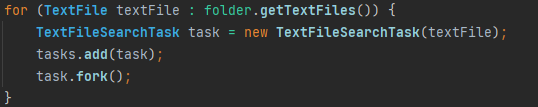 for (TextFile textFile : folder.getTextFiles()) {
    TextFileSearchTask task = new TextFileSearchTask(textFile);
    tasks.add(task);
    task.fork();
}